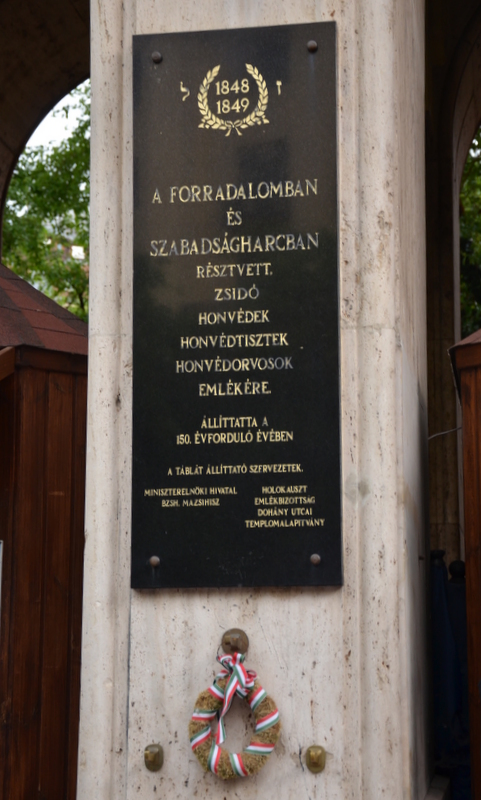 1848
ל ז
1849
A FORRADALOMBAN
ÉS
SZABADSÁGHARCBAN
RÉSZTVETT,
ZSIDÓ
HONVÉDEK
HONVÉDTISZTEK
HONVÉDORVOSOK
EMLÉKÉRE.
ÁLLÍTTATTA A
150. ÉVFORDULÓ ÉVÉBEN
A TÁBLÁT ÁLLÍTTATÓ SZERVEZETEK.
MINISZTERELNÖKI HIVATAL
BZSH. MAZSIHISZ
HOLOKAUSZT
EMLÉKBIZOTTSÁG
DOHÁNY UTCAI
TEMPLOMALAPITVÁNY